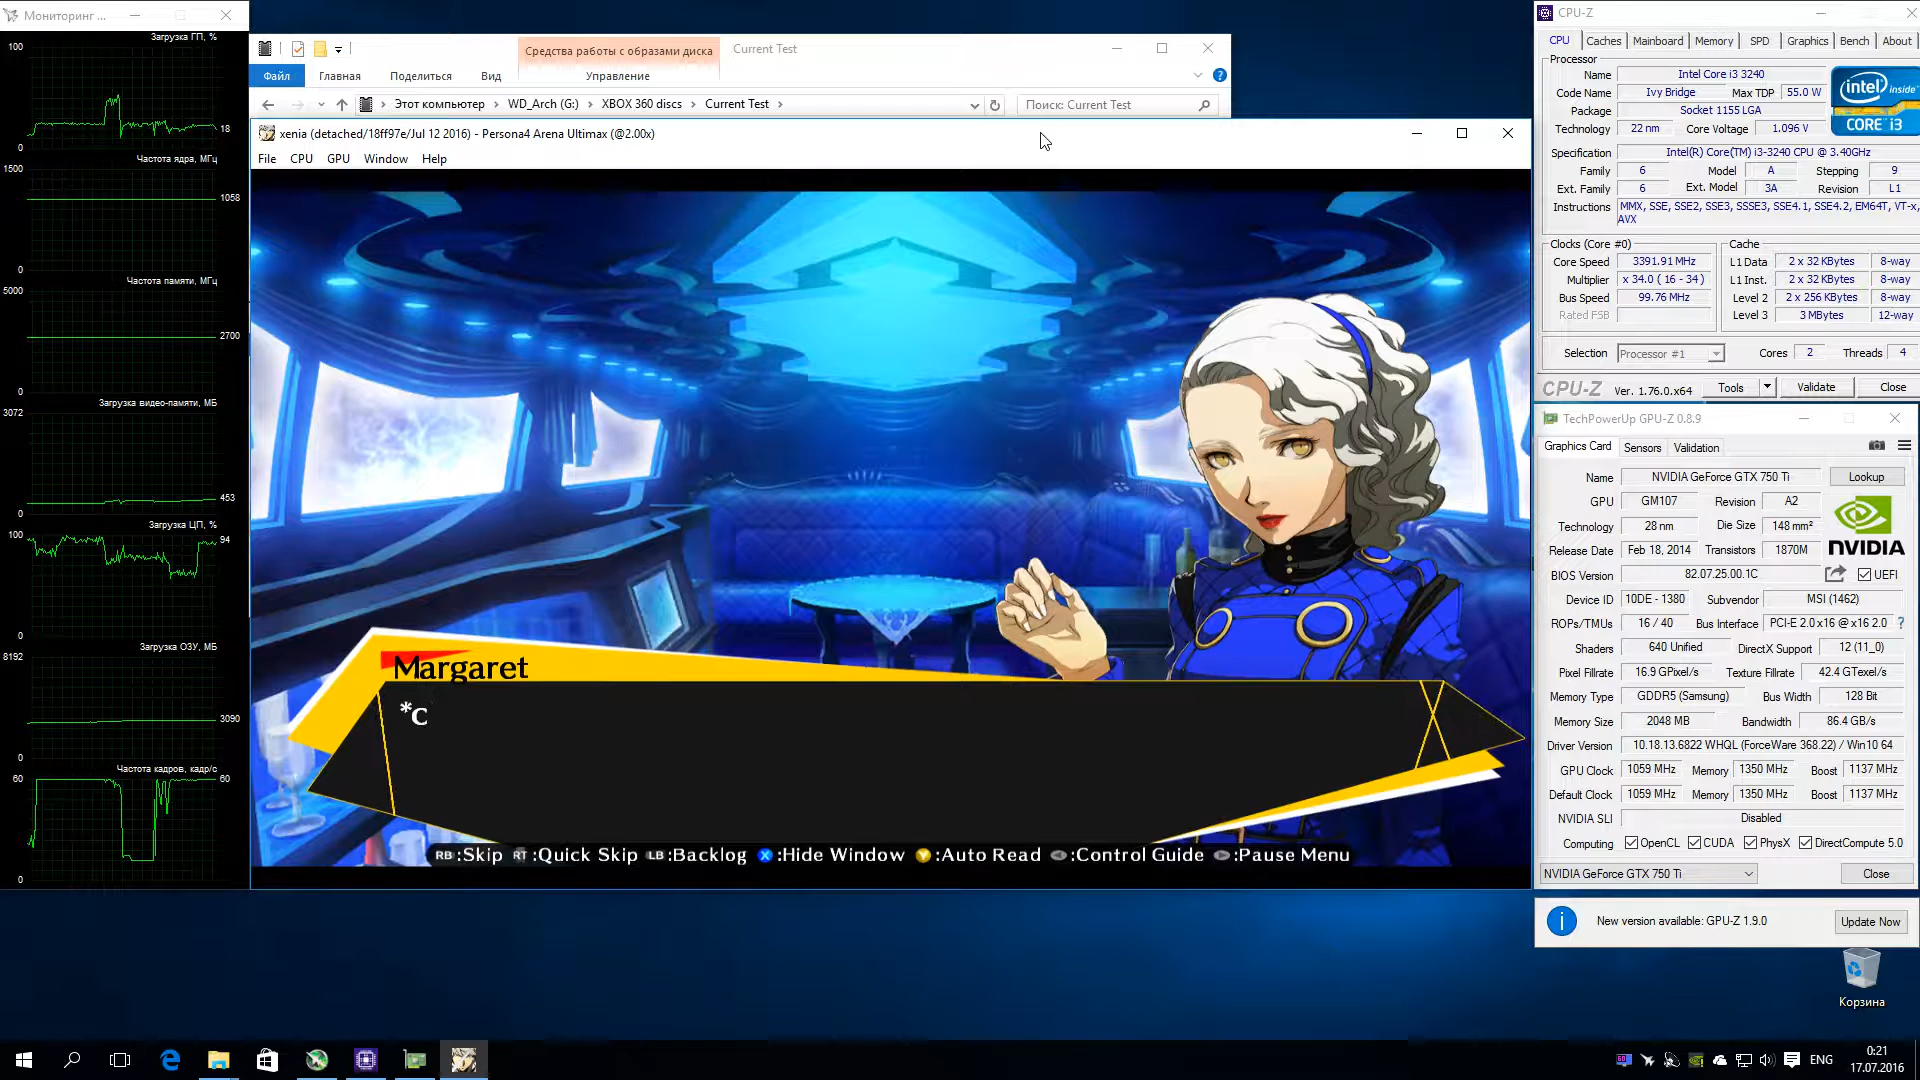 Мониторинг ...
Загрузка ГП, %
100
18
0
Частота ядра, МГц
1500
1058
0
Частота памяти, МГц
5000
2700
0
Загрузка видео-памяти, МБ
3072
453
0
Загрузка ЦП, %
100
94
0
Загрузка ОЗУ, МБ
8192
3090
0
Частота кадров, кадр/с
60
60
0
Средства работы с образами диска
Current Test
Файл
Главная
Поделиться
Вид
Управление
Этот компьютер
WD_Arch (G:)
XBOX 360 discs
Current Test
Поиск: Current Test
xenia (detached/18ff97e/Jul 12 2016) - Persona4 Arena Ultimax (@2.00x)
File CPU GPU Window Help
Margaret
*C
RB:Skip RT:Quick Skip LB:Backlog X:Hide Window Y:Auto Read :Control Guide :Pause Menu
CPU-Z
CPU Caches Mainboard Memory SPD Graphics Bench About
Processor
Name Intel Core i3 3240
Code Name Ivy Bridge Max TDP 55.0 W
Package Socket 1155 LGA
Technology 22 nm Core Voltage 1.096 V
intel inside
CORE i3
Specification Intel(R) Core(TM) i3-3240 CPU @ 3.40GHz
Family 6 Model A Stepping 9
Ext. Family 6 Ext. Model 3A Revision L1
Instructions MMX, SSE, SSE2, SSE3, SSSE3, SSE4.1, SSE4.2, EM64T, VT-x,
AVX
Clocks (Core #0)
Core Speed 3391.91 MHz
Multiplier x 34.0 ( 16 - 34 )
Bus Speed 99.76 MHz
Rated FSB
Cache
L1 Data 2 x 32 KBytes 8-way
L1 Inst. 2 x 32 KBytes 8-way
Level 2 2 x 256 KBytes 8-way
Level 3 3 MBytes 12-way
Selection Processor #1 Cores 2 Threads 4
CPU-Z Ver. 1.76.0.x64 Tools Validate Close
TechPowerUp GPU-Z 0.8.9
Graphics Card Sensors Validation
Name NVIDIA GeForce GTX 750 Ti Lookup
GPU GM107 Revision A2
Technology 28 nm Die Size 148 mm²
Release Date Feb 18, 2014 Transistors 1870M
NVIDIA
BIOS Version 82.07.25.00.1C UEFI
Device ID 10DE - 1380 Subvendor MSI (1462)
ROPs/TMUs 16 / 40 Bus Interface PCI-E 2.0 x16 @ x16 2.0 ?
Shaders 640 Unified DirectX Support 12 (11_0)
Pixel Fillrate 16.9 GPixel/s Texture Fillrate 42.4 GTexel/s
Memory Type GDDR5 (Samsung) Bus Width 128 Bit
Memory Size 2048 MB Bandwidth 86.4 GB/s
Driver Version 10.18.13.6822 WHQL (ForceWare 368.22) / Win10 64
GPU Clock 1059 MHz Memory 1350 MHz Boost 1137 MHz
Default Clock 1059 MHz Memory 1350 MHz Boost 1137 MHz
NVIDIA SLI Disabled
Computing OpenCL CUDA PhysX DirectCompute 5.0
NVIDIA GeForce GTX 750 Ti Close
New version available: GPU-Z 1.9.0 Update Now
Корзина
60
ENG
0:21
17.07.2016